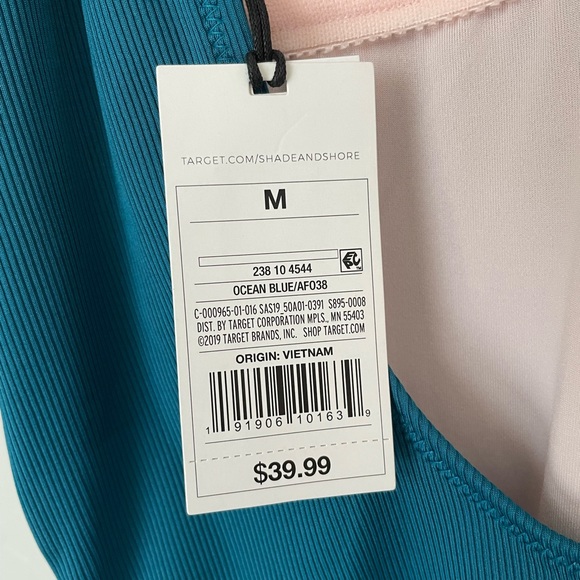 TARGET.COM/SHADEANDSHORE
M
238 10 4544
OCEAN BLUE/AFO38
C-000965-01-016 SAS19_50A01-0391 S895-0008
DIST. BY TARGET CORPORATION MPLS., MN 55403
©2019 TARGET BRANDS, INC. SHOP TARGET.COM
ORIGIN: VIETNAM
1 91906 10163 9
$39.99